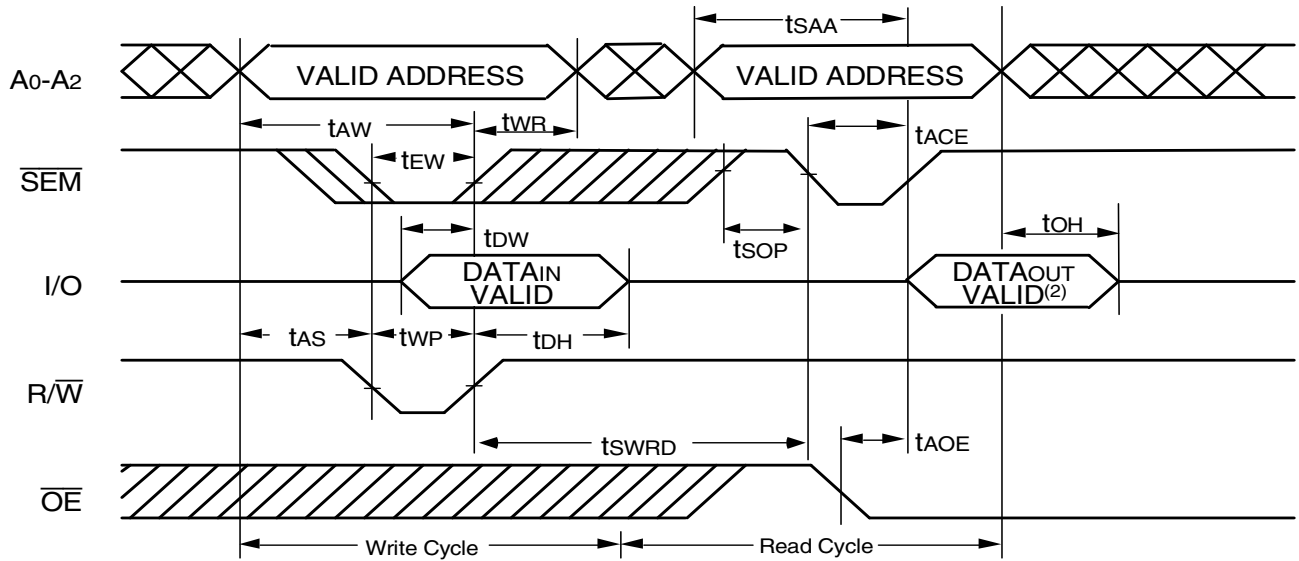 tSAA
A0-A2
VALID ADDRESS
VALID ADDRESS
tAW
tWR
tACE
tEW
SEM
tDW
tSOP
tOH
I/O
DATAIN
VALID
DATAOUT
VALID(2)
tAS
tWP
tDH
R/W
tSWRD
tAOE
OE
Write Cycle
Read Cycle